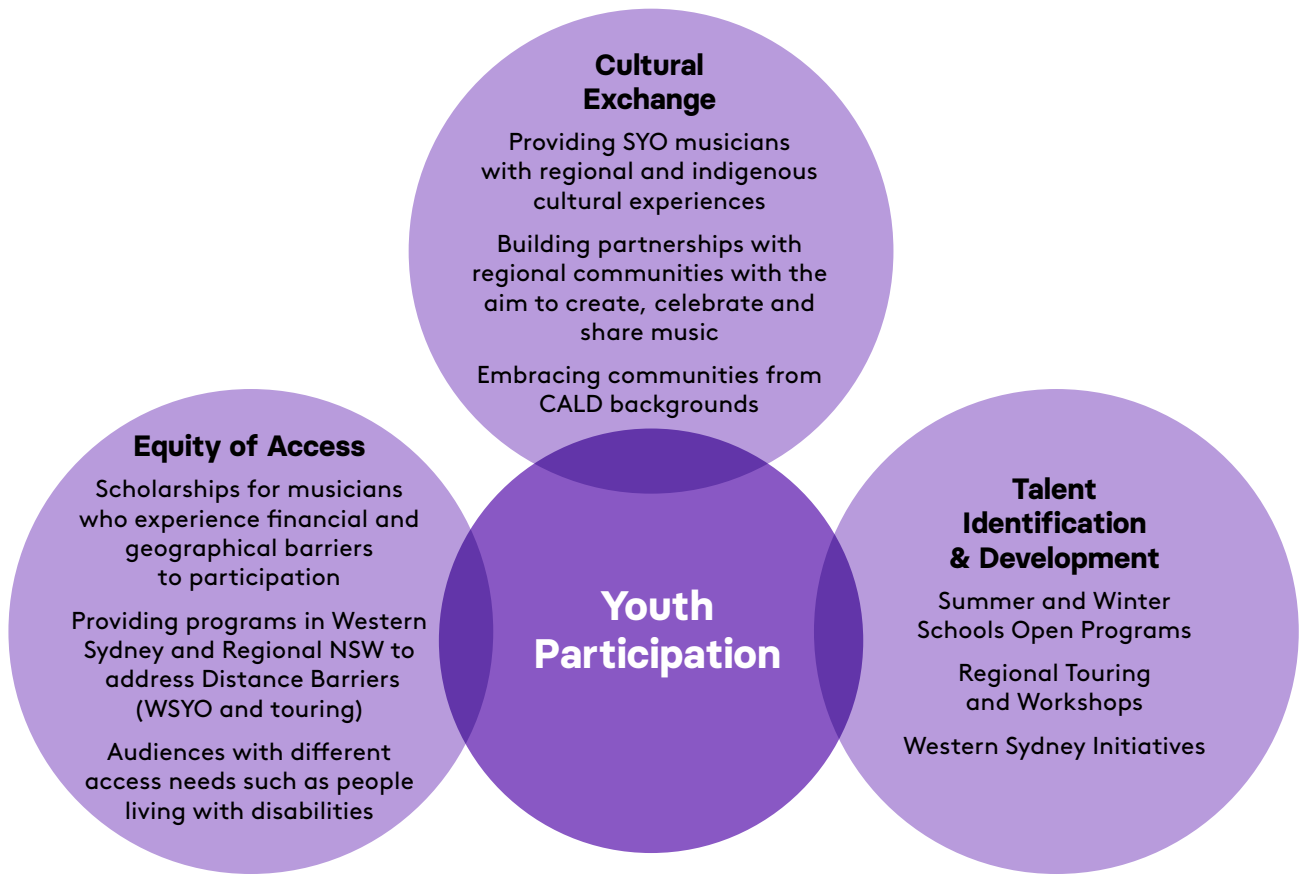 Cultural
Exchange
Providing SYO musicians
with regional and indigenous
cultural experiences
Building partnerships with
regional communities with the
aim to create, celebrate and
share music
Embracing communities from
CALD backgrounds
Equity of Access
Scholarships for musicians
who experience financial and
geographical barriers
to participation
Providing programs in Western
Sydney and Regional NSW to
address Distance Barriers
(WSYO and touring)
Audiences with different
access needs such as people
living with disabilities
Youth
Participation
Talent
Identification
& Development
Summer and Winter
Schools Open Programs
Regional Touring
and Workshops
Western Sydney Initiatives